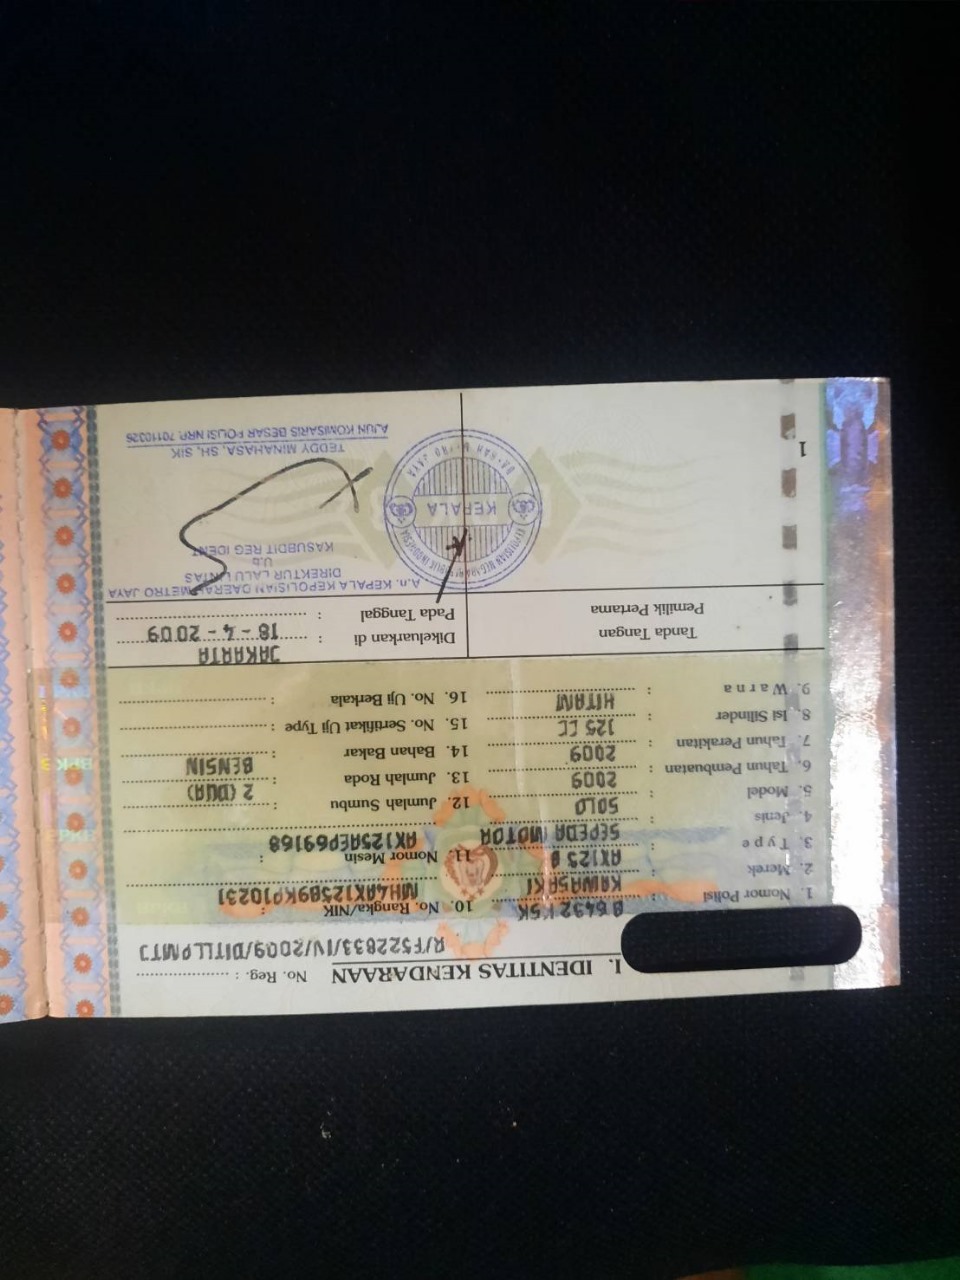 I. IDENTITAS KENDARAAN
No. Reg. : R/F522833/IV/2009/DITLLPMTJ
1. Nomor Polisi : B 6492 KSK
2. Merek : KAWASAKI
3. Type : AX125 B
4. Jenis : SEPEDA MOTOR
5. Model : SOLO
6. Tahun Pembuatan : 2009
7. Tahun Perakitan : 2009
8. Isi Silinder : 125 CC
9. Warna : HITAM
10. No. Rangka/NIK : MH4AX125B9KP10231
11. Nomor Mesin : AX125AEP69168
12. Jumlah Sumbu :
13. Jumlah Roda : 2 (DUA)
14. Bahan Bakar : BENSIN
15. No. Sertifikat Uji Type :
16. No. Uji Berkala :
Tanda Tangan
Pemilik Pertama
Dikeluarkan di : JAKARTA
Pada Tanggal : 18 - 4 - 2009
A.n. KEPALA KEPOLISIAN DAERAH METRO JAYA
DIREKTUR LALU LINTAS
U.b
KASUBDIT REG IDENT
KEPALA
TEDDY MINAHASA, SH, SIK
AJUN KOMISARIS BESAR POLISI NRP. 70110326
1